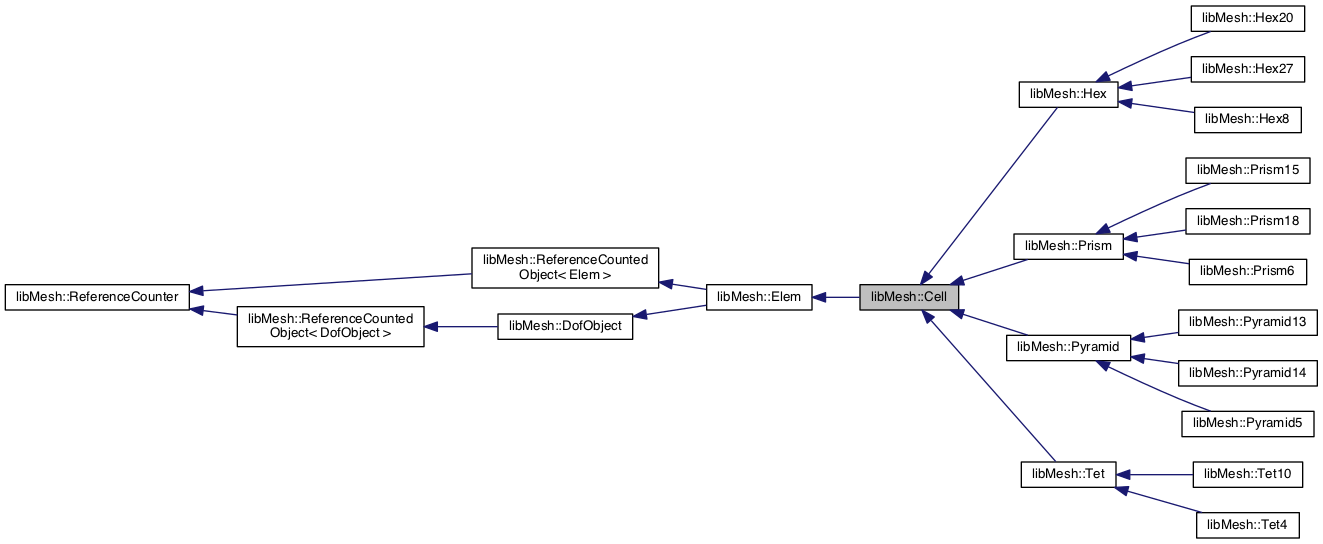 libMesh::ReferenceCounter
libMesh::ReferenceCounted
Object< Elem >
libMesh::ReferenceCounted
Object< DofObject >
libMesh::DofObject
libMesh::Elem
libMesh::Cell
libMesh::Hex
libMesh::Prism
libMesh::Pyramid
libMesh::Tet
libMesh::Hex20
libMesh::Hex27
libMesh::Hex8
libMesh::Prism15
libMesh::Prism18
libMesh::Prism6
libMesh::Pyramid13
libMesh::Pyramid14
libMesh::Pyramid5
libMesh::Tet10
libMesh::Tet4